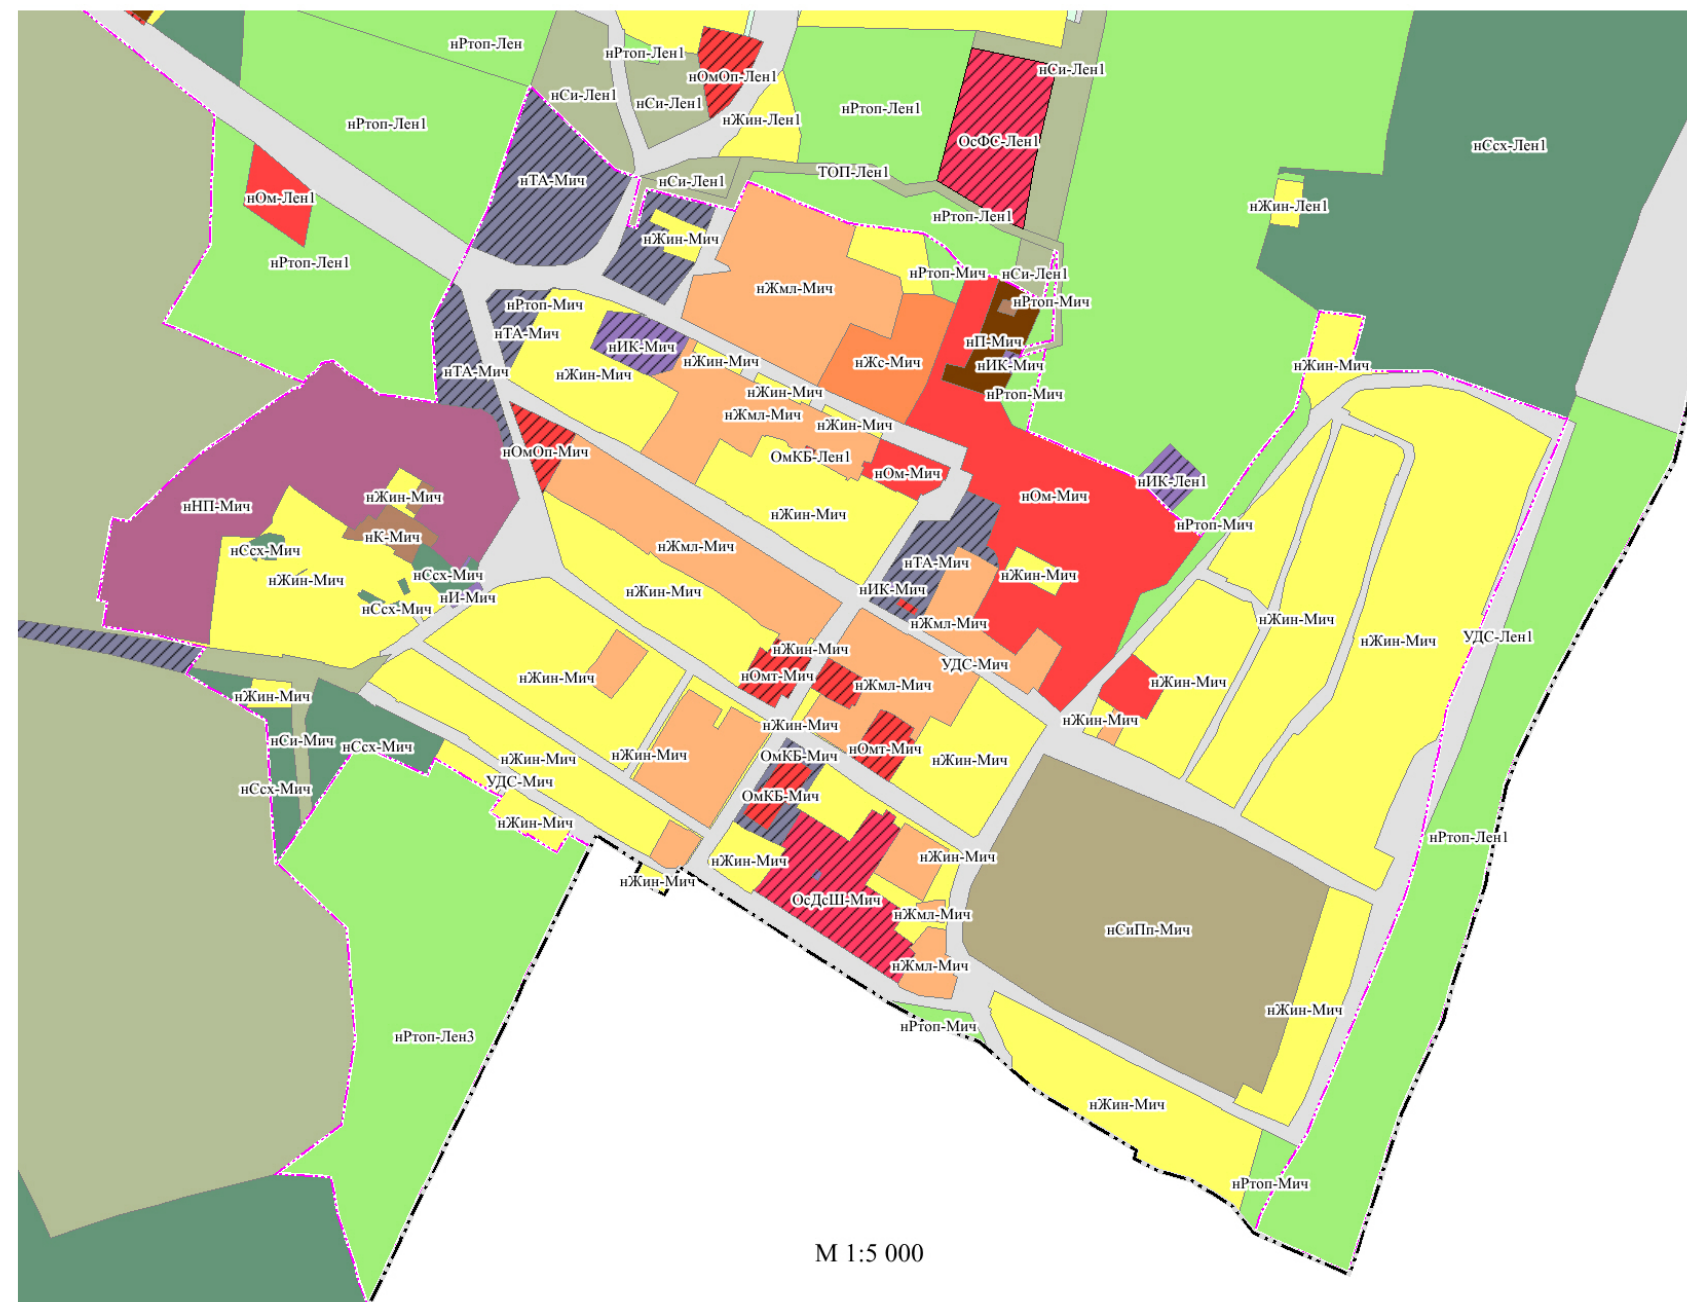 нРтоп-Лен
нРтоп-Лен1
нОмОп-Лен1
нСи-Лен1
нСи-Лен1
нСи-Лен1
нЖин-Лен1
нРтоп-Лен1
нРтоп-Лен1
ОсФС-Лен1
нСсх-Лен1
ТОП-Лен1
нТА-Мич
нСи-Лен1
нОм-Лен1
нЖин-Лен1
нРтоп-Лен1
нЖин-Мич
нРтоп-Лен1
нРтоп-Мич
нСи-Лен1
нЖмл-Мич
нРтоп-Мич
нРтоп-Мич
нТА-Мич
нП-Мич
нИК-Мич
нЖин-Мич
нЖс-Мич
нИК-Мич
нЖин-Мич
нТА-Мич
нЖин-Мич
нЖин-Мич
нРтоп-Мич
нЖмл-Мич
нЖин-Мич
нОмОп-Мич
ОмКБ-Лен1
нОм-Мич
нИК-Лен1
нЖин-Мич
нОм-Мич
нНП-Мич
нЖин-Мич
нРтоп-Мич
нК-Мич
нЖмл-Мич
нСсх-Мич
нТА-Мич
нСсх-Мич
нЖин-Мич
нЖин-Мич
нЖин-Мич
нИК-Мич
нИ-Мич
нСсх-Мич
нЖин-Мич
нЖмл-Мич
нЖин-Мич
УДС-Лен1
нЖин-Мич
нЖин-Мич
УДС-Мич
нОмт-Мич
нЖин-Мич
нЖмл-Мич
нЖин-Мич
нЖин-Мич
нЖин-Мич
нЖин-Мич
нСи-Мич
нСсх-Мич
нОмт-Мич
нЖин-Мич
нЖин-Мич
ОмКБ-Мич
нЖин-Мич
УДС-Мич
нСсх-Мич
ОмКБ-Мич
нЖин-Мич
нРтоп-Лен1
нЖин-Мич
нЖин-Мич
нЖин-Мич
ОсДсШ-Мич
нЖмл-Мич
нСиПп-Мич
нЖмл-Мич
нЖин-Мич
нРтоп-Мич
нРтоп-Лен3
нЖин-Мич
нРтоп-Мич
М 1:5 000